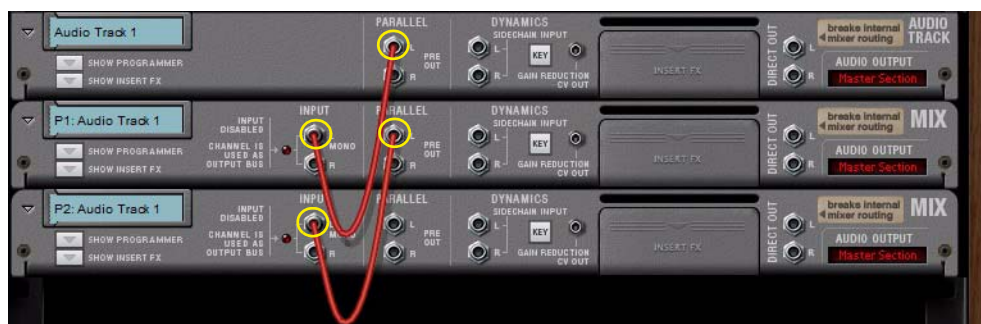 Audio Track 1
SHOW PROGRAMMER
SHOW INSERT FX
PARALLEL
L
R
PRE
OUT
DYNAMICS
SIDECHAIN INPUT
L
R
KEY
GAIN REDUCTION
CV OUT
INSERT FX
DIRECT OUT
L
R
breaks internal
mixer routing
AUDIO
TRACK
AUDIO OUTPUT
Master Section
P1: Audio Track 1
SHOW PROGRAMMER
SHOW INSERT FX
INPUT
DISABLED
CHANNEL IS
USED AS
OUTPUT BUS
INPUT
MONO
R
PARALLEL
L
R
PRE
OUT
DYNAMICS
SIDECHAIN INPUT
L
R
KEY
GAIN REDUCTION
CV OUT
INSERT FX
DIRECT OUT
L
R
breaks internal
mixer routing
MIX
AUDIO OUTPUT
Master Section
P2: Audio Track 1
SHOW PROGRAMMER
SHOW INSERT FX
INPUT
DISABLED
CHANNEL IS
USED AS
OUTPUT BUS
INPUT
R
PARALLEL
L
R
PRE
OUT
DYNAMICS
SIDECHAIN INPUT
L
R
KEY
GAIN REDUCTION
CV OUT
INSERT FX
DIRECT OUT
L
R
breaks internal
mixer routing
MIX
AUDIO OUTPUT
Master Section